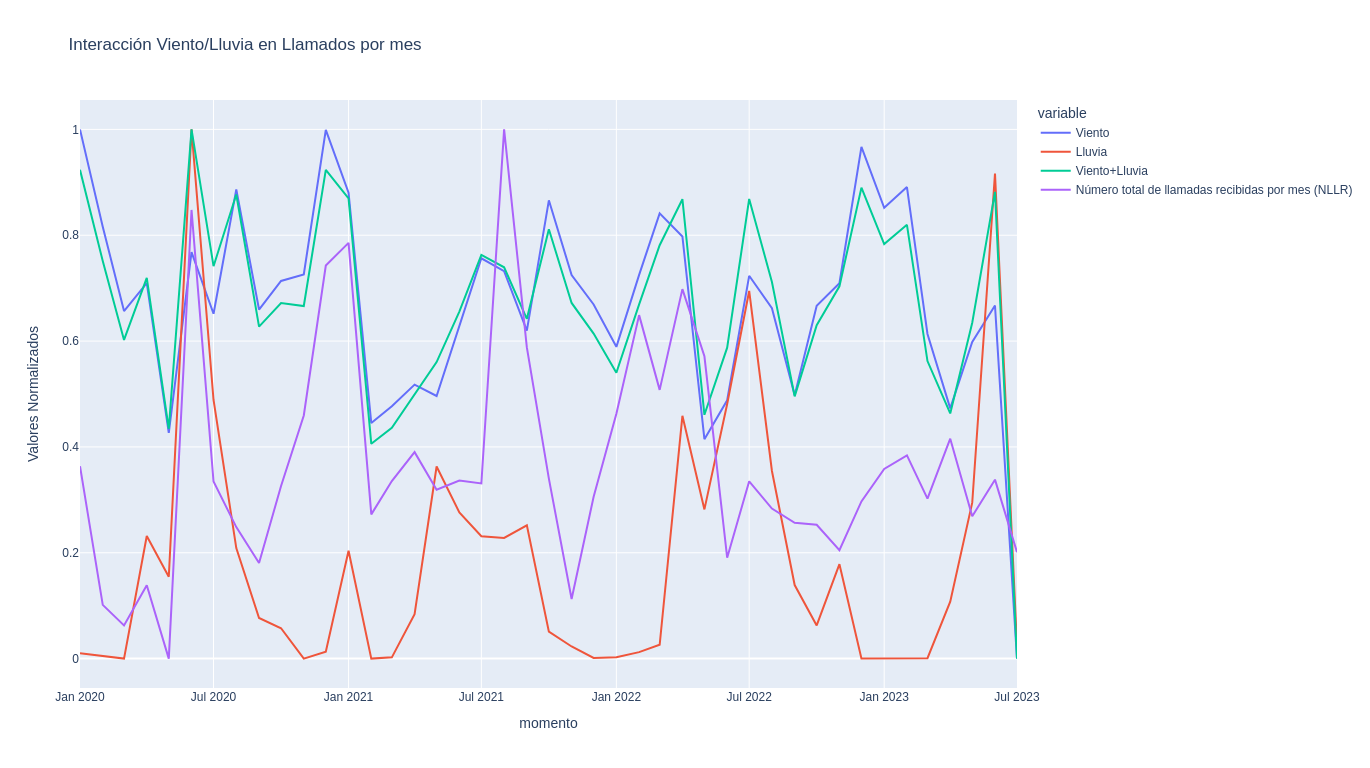 Interacción Viento/Lluvia en Llamados por mes
variable
Viento
Lluvia
Viento+Lluvia
Número total de llamadas recibidas por mes (NLLR)
Valores Normalizados
1
0.8
0.6
0.4
0.2
0
Jan 2020
Jul 2020
Jan 2021
Jul 2021
Jan 2022
Jul 2022
Jan 2023
Jul 2023
momento